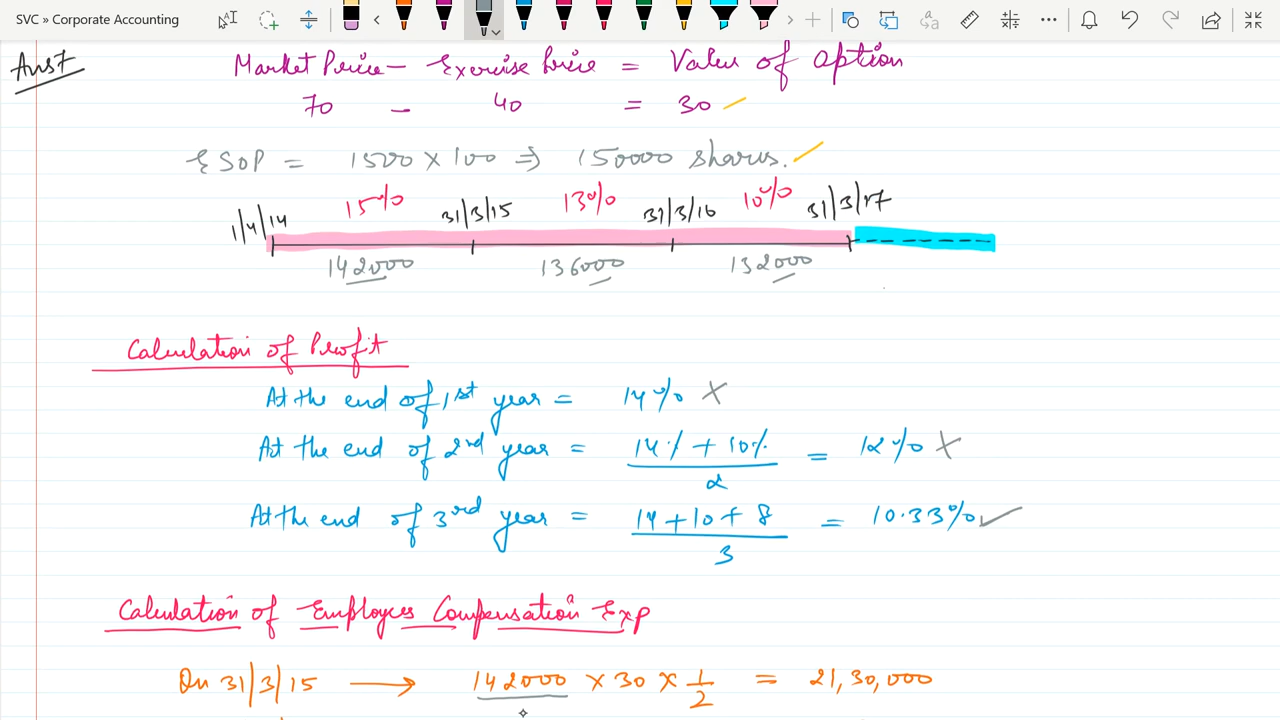 SVC » Corporate Accounting
Ans7
Market Price – Exercise Price = Value of option
70 – 40 = 30
ESOP = 1500 × 100 ⇒ 150000 shares.
15% 13% 10%
1/4/14 31/3/15 31/3/16 31/3/17
142000 136000 132000
Calculation of Profit
At the end of 1st year = 14% ×
At the end of 2nd year = 14% + 10% / 2 = 12% ×
At the end of 3rd year = 14 + 10 + 8 / 3 = 10.33% ✓
Calculation of Employees Compensation Exp
On 31/3/15 → 142000 × 30 × 1/2 = 21,30,000